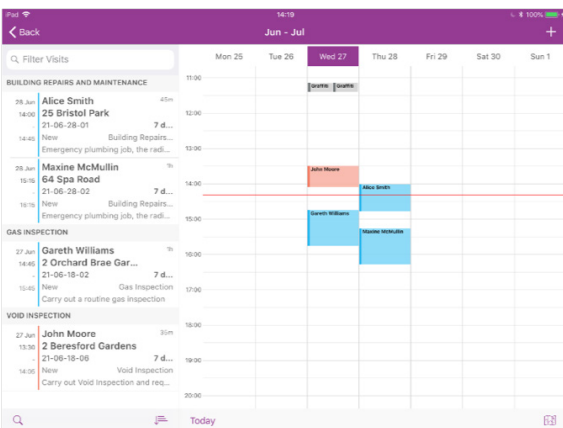 iPad 14:19 100%
Back Jun - Jul +
Filter Visits
BUILDING REPAIRS AND MAINTENANCE
28 Jun Alice Smith 45m
14:00 25 Bristol Park
- 21-06-28-01 7 d...
14:45 New Building Repairs...
Emergency plumbing job, the radi...
28 Jun Maxine McMullin 1h
15:15 64 Spa Road
- 21-06-28-02 7 d...
16:15 New Building Repairs...
Emergency plumbing job, the radi...
GAS INSPECTION
27 Jun Gareth Williams 1h
14:45 2 Orchard Brae Gar...
- 21-06-18-02 7 d...
15:45 New Gas Inspection
Carry out a routine gas inspection
VOID INSPECTION
27 Jun John Moore 35m
13:30 2 Beresford Gardens
- 21-06-18-06 7 d...
14:05 New Void Inspection
Carry out Void Inspection and req...
Mon 25 Tue 26 Wed 27 Thu 28 Fri 29 Sat 30 Sun 1
11:00
Graffiti Graffiti
12:00
13:00
John Moore
14:00
Alice Smith
Gareth Williams
15:00
Maxine McMullin
16:00
17:00
18:00
19:00
20:00
Today